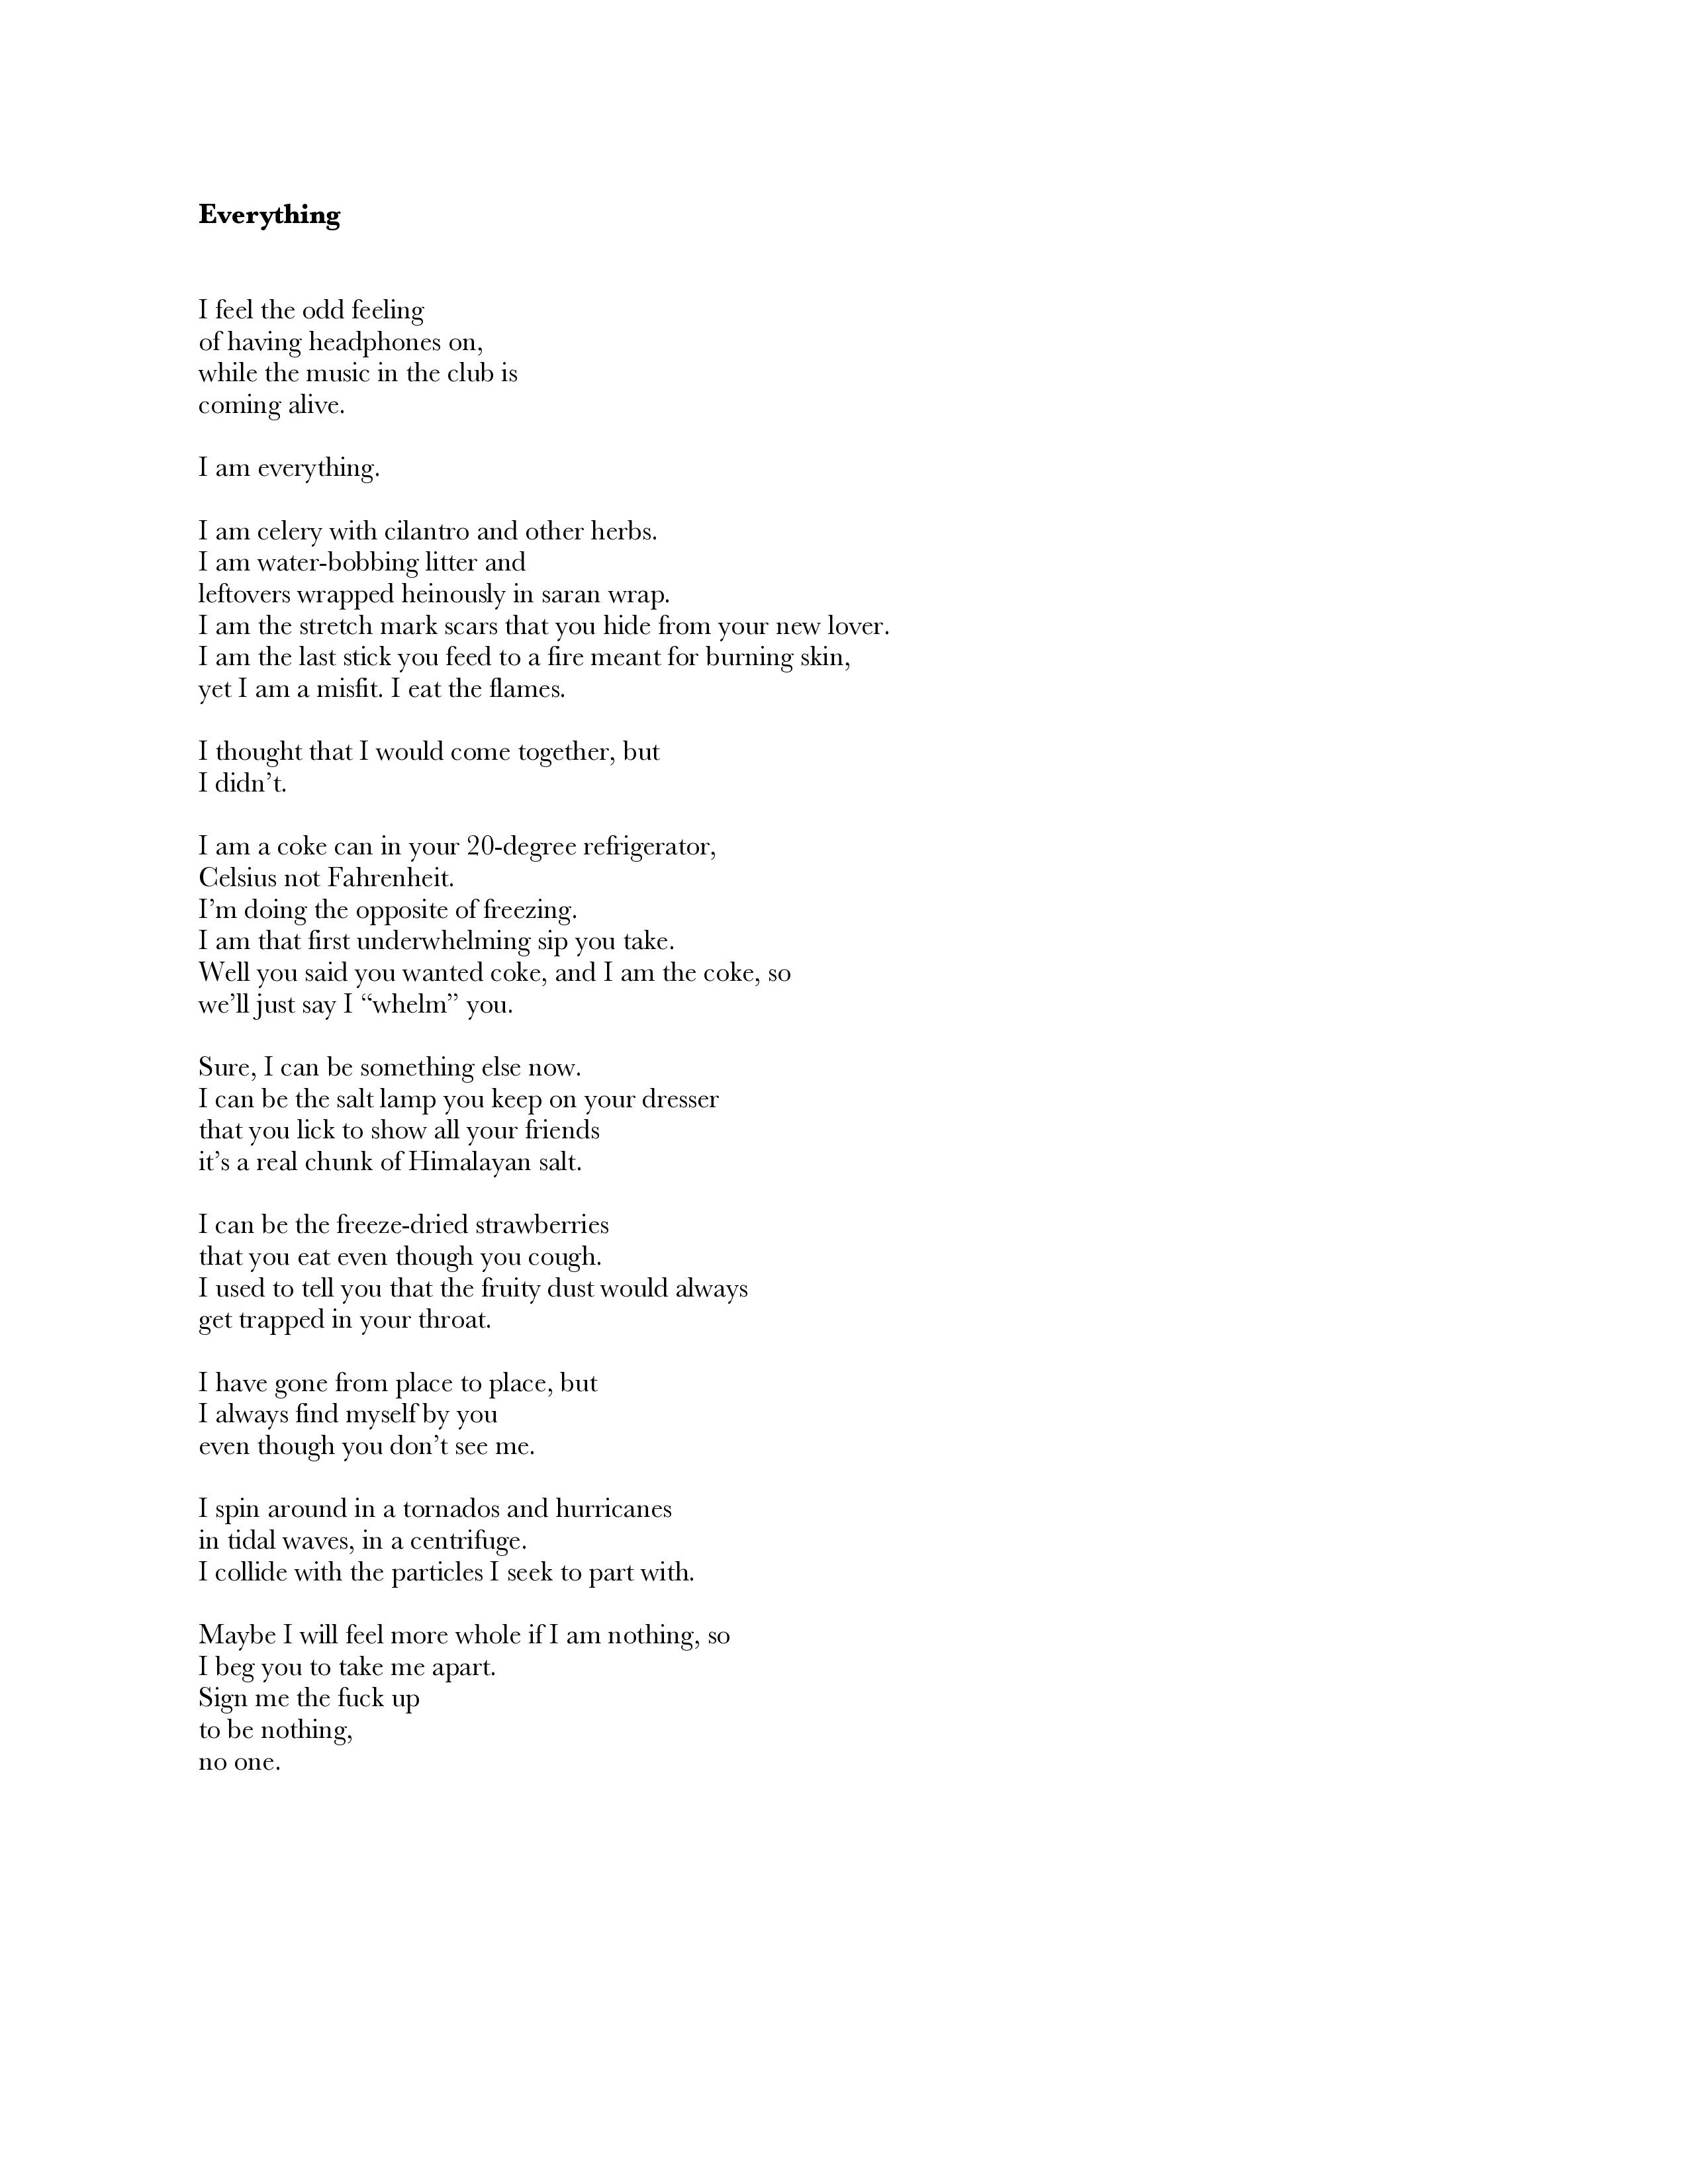 Everything
I feel the odd feeling
of having headphones on,
while the music in the club is
coming alive.
I am everything.
I am celery with cilantro and other herbs.
I am water-bobbing litter and
leftovers wrapped heinously in saran wrap.
I am the stretch mark scars that you hide from your new lover.
I am the last stick you feed to a fire meant for burning skin,
yet I am a misfit. I eat the flames.
I thought that I would come together, but
I didn’t.
I am a coke can in your 20-degree refrigerator,
Celsius not Fahrenheit.
I’m doing the opposite of freezing.
I am that first underwhelming sip you take.
Well you said you wanted coke, and I am the coke, so
we’ll just say I “whelm” you.
Sure, I can be something else now.
I can be the salt lamp you keep on your dresser
that you lick to show all your friends
it’s a real chunk of Himalayan salt.
I can be the freeze-dried strawberries
that you eat even though you cough.
I used to tell you that the fruity dust would always
get trapped in your throat.
I have gone from place to place, but
I always find myself by you
even though you don’t see me.
I spin around in a tornados and hurricanes
in tidal waves, in a centrifuge.
I collide with the particles I seek to part with.
Maybe I will feel more whole if I am nothing, so
I beg you to take me apart.
Sign me the fuck up
to be nothing,
no one.